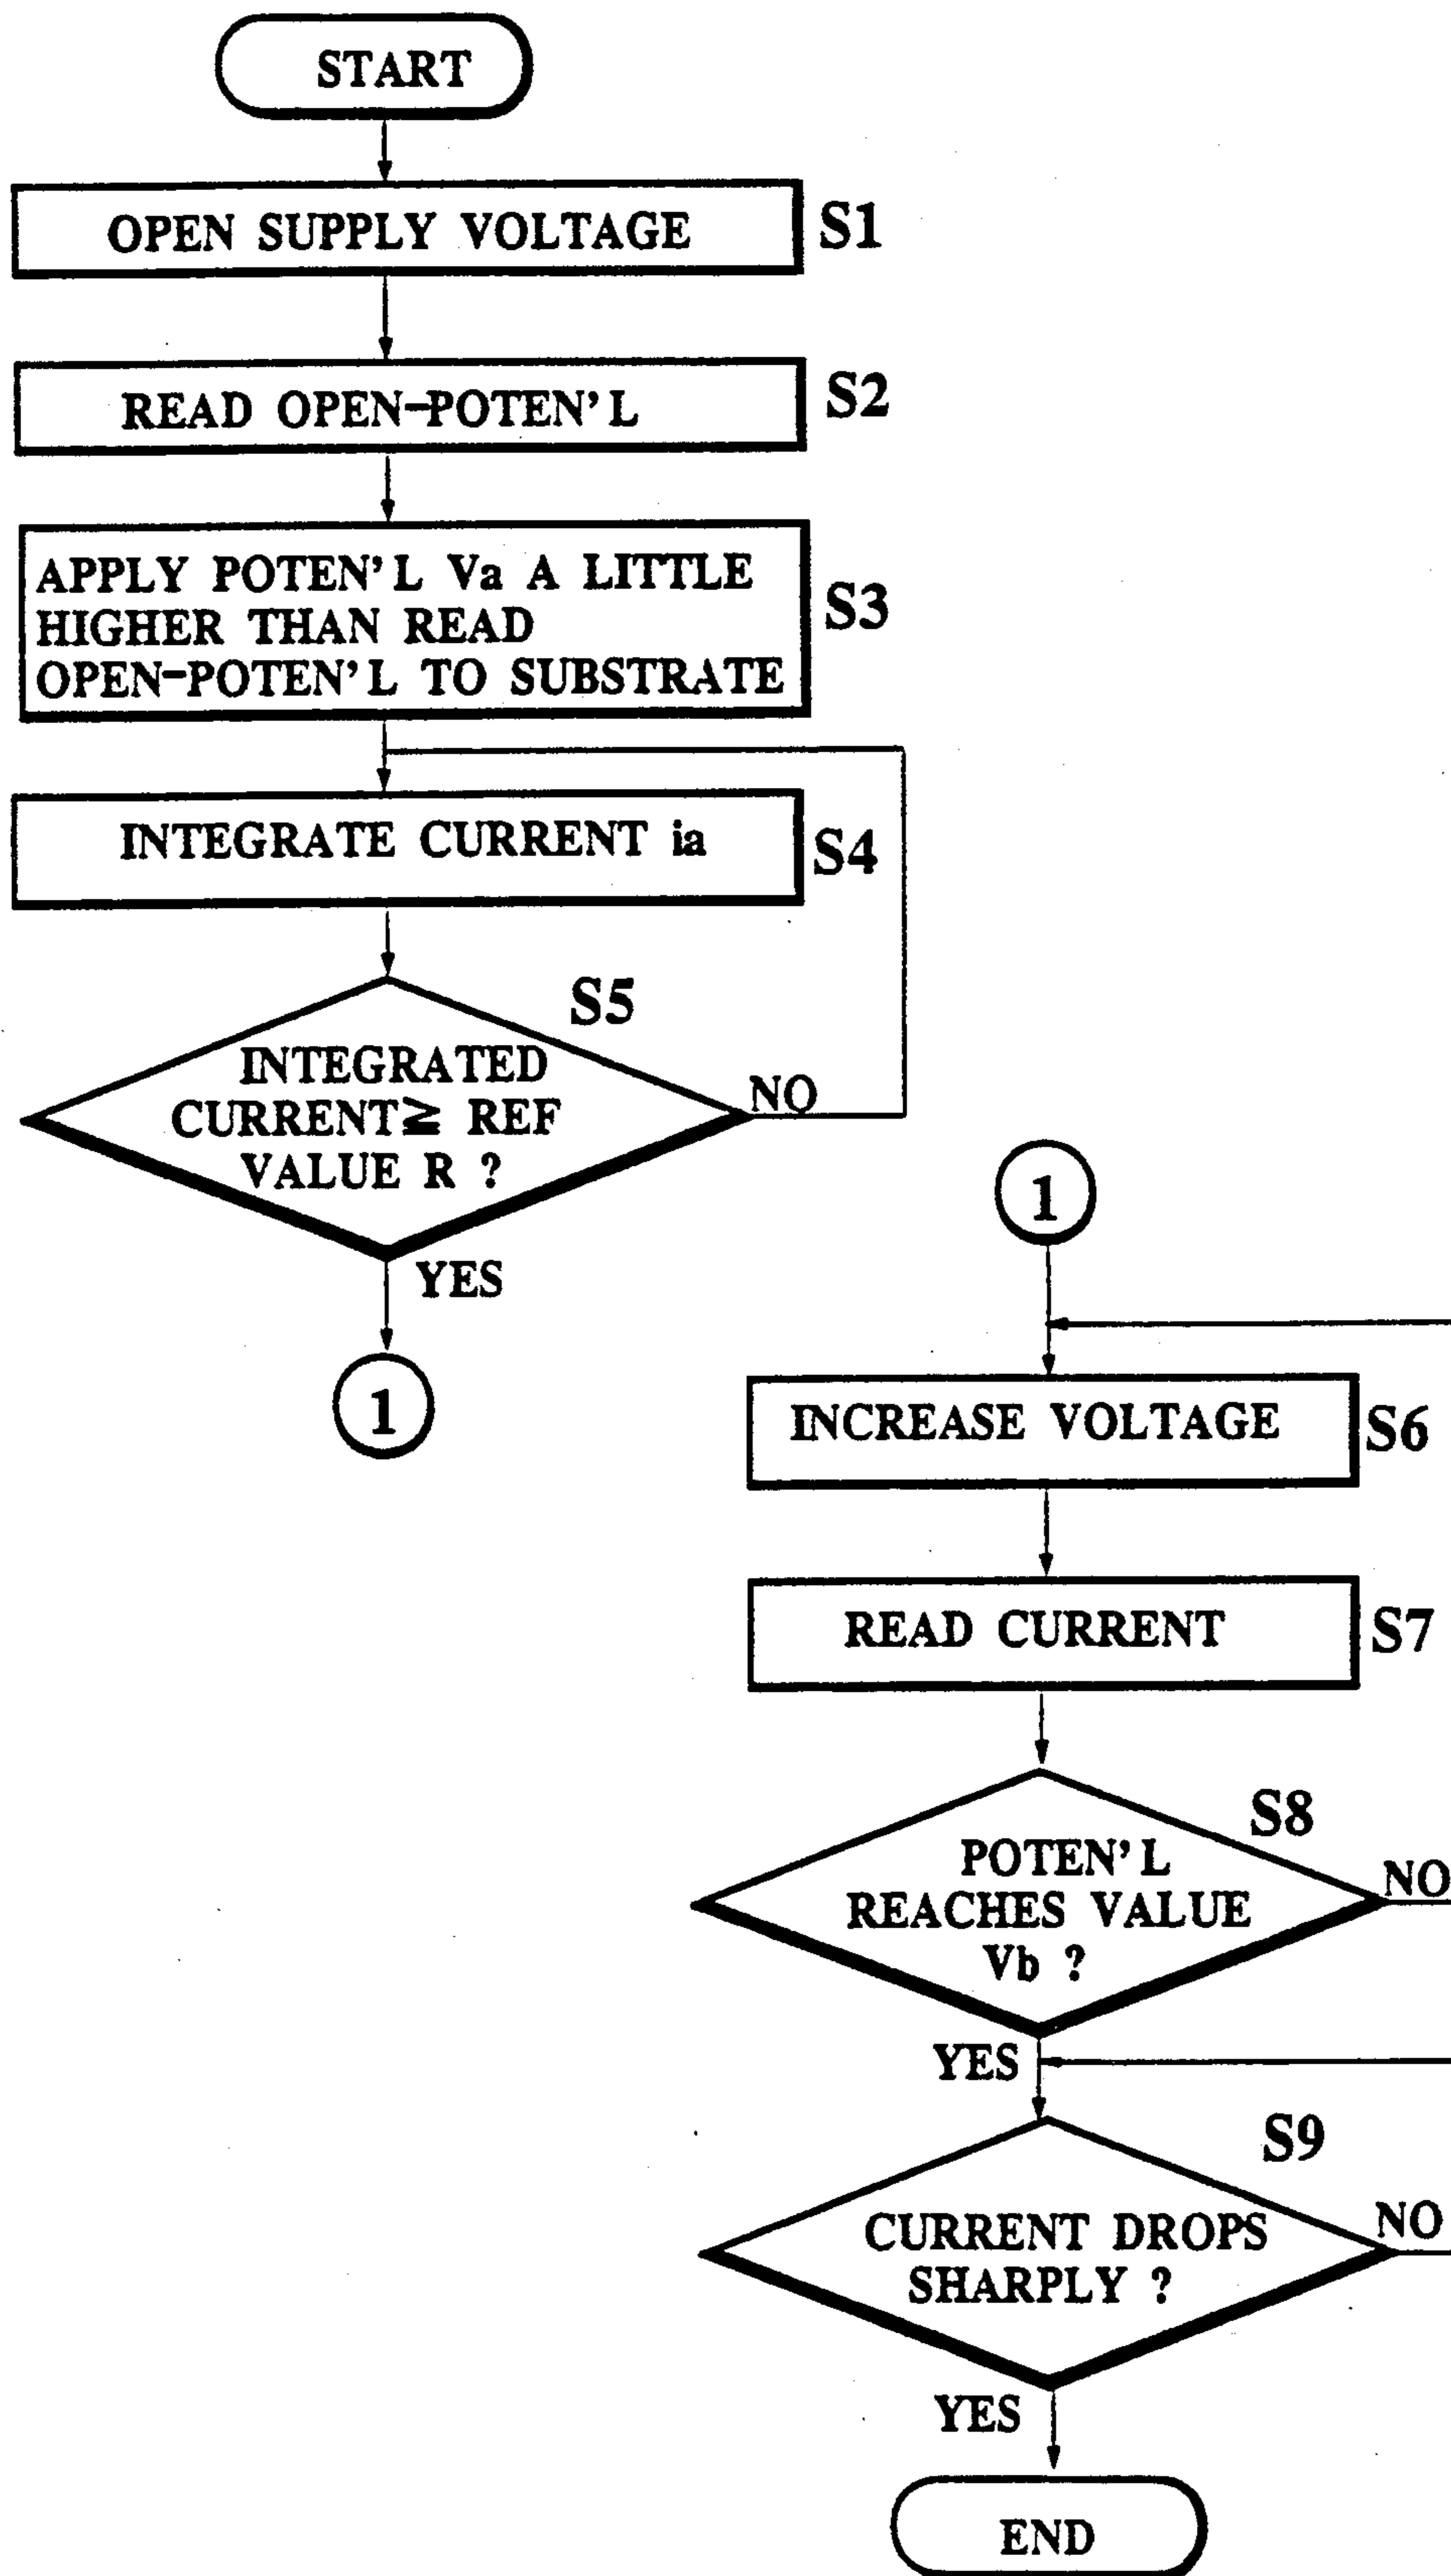 START
OPEN SUPPLY VOLTAGE
S1
READ OPEN-POTEN'L
S2
APPLY POTEN'L Va A LITTLE
HIGHER THAN READ
OPEN-POTEN'L TO SUBSTRATE
S3
INTEGRATE CURRENT ia
S4
S5
INTEGRATED
CURRENT≧ REF
VALUE R ?
NO
YES
1
1
INCREASE VOLTAGE
S6
READ CURRENT
S7
S8
POTEN'L
REACHES VALUE
Vb ?
NO
YES
S9
CURRENT DROPS
SHARPLY ?
NO
YES
END